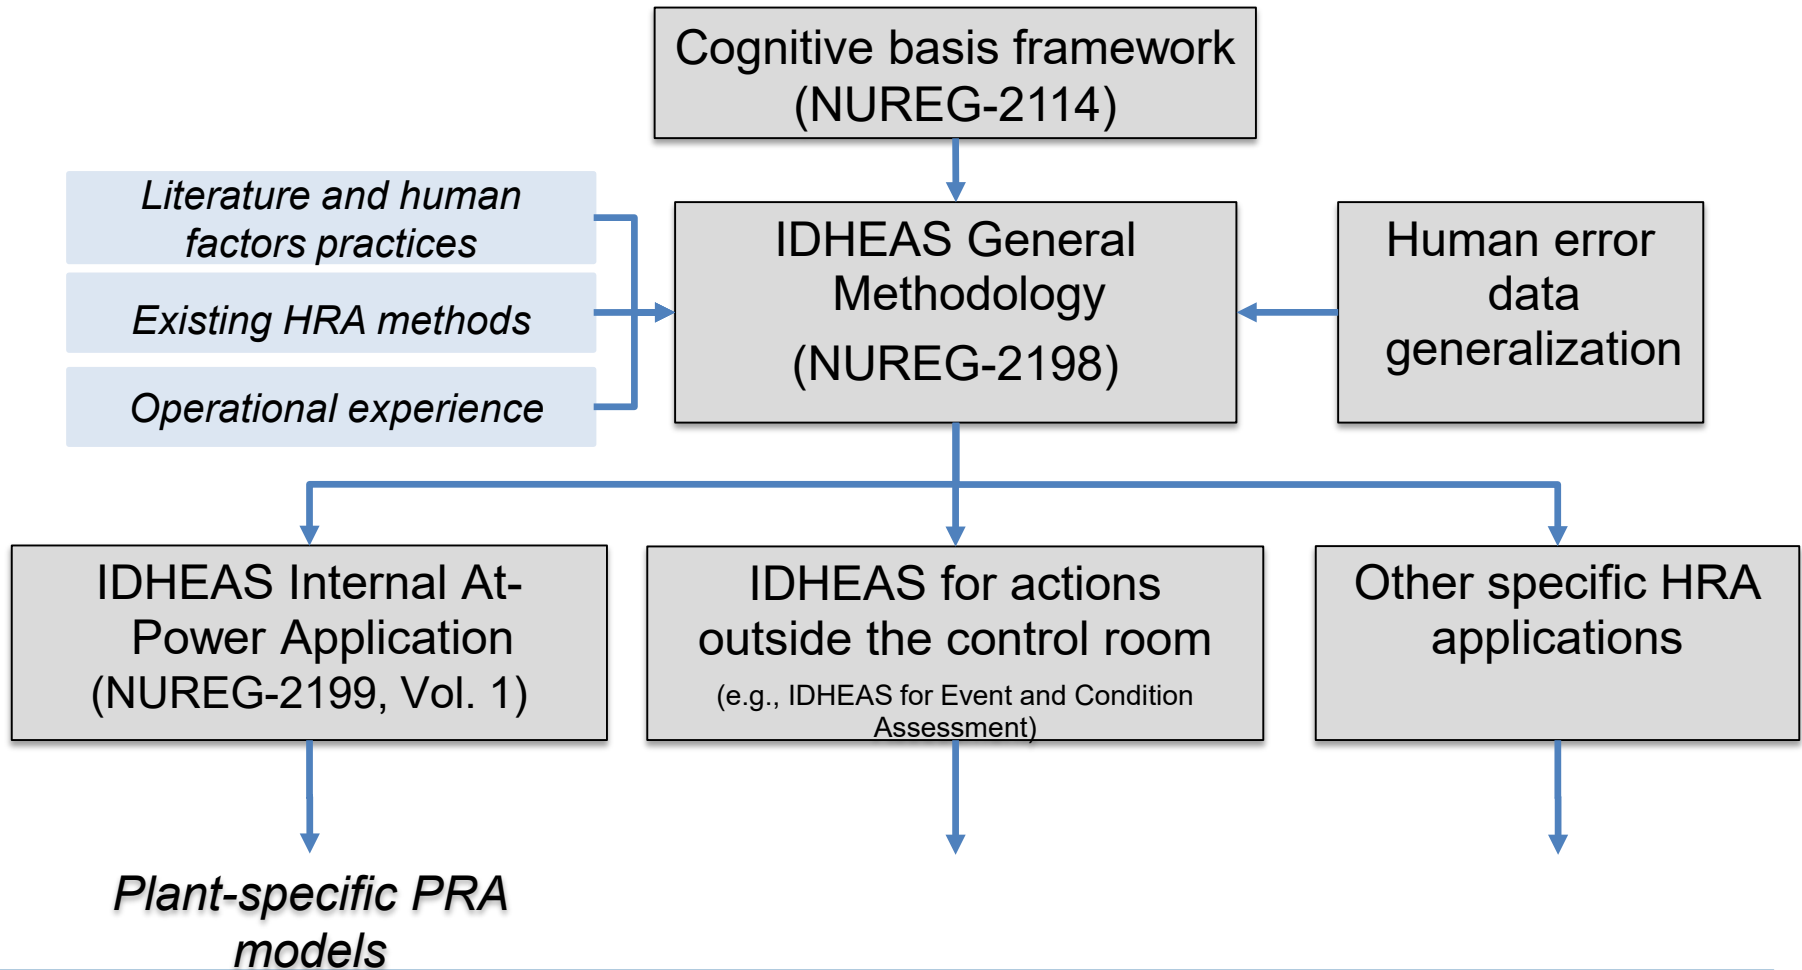 Cognitive basis framework
(NUREG-2114)
Literature and human
factors practices
Existing HRA methods
Operational experience
IDHEAS General
Methodology
(NUREG-2198)
Human error
data
generalization
IDHEAS Internal At-
Power Application
(NUREG-2199, Vol. 1)
IDHEAS for actions
outside the control room
(e.g., IDHEAS for Event and Condition
Assessment)
Other specific HRA
applications
Plant-specific PRA
models